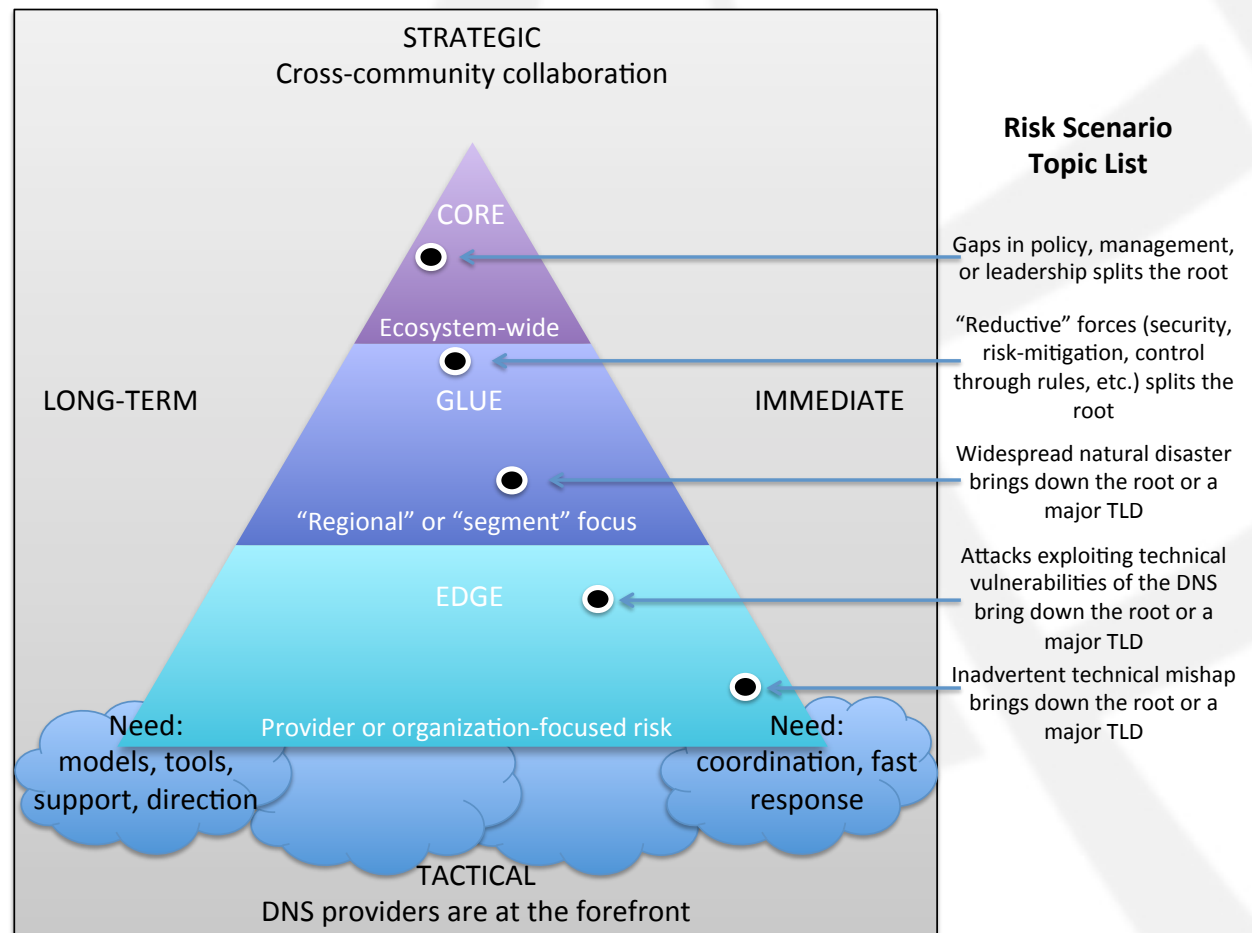 STRATEGIC
Cross-community collaboration
Risk Scenario
Topic List
CORE
Gaps in policy, management,
or leadership splits the root
Ecosystem-wide
“Reductive” forces (security,
risk-mitigation, control
through rules, etc.) splits the
root
LONG-TERM
GLUE
IMMEDIATE
Widespread natural disaster
brings down the root or a
major TLD
“Regional” or “segment” focus
Attacks exploiting technical
vulnerabilities of the DNS
bring down the root or a
major TLD
EDGE
Inadvertent technical mishap
brings down the root or a
major TLD
Need:
models, tools,
support, direction
Provider or organization-focused risk
Need:
coordination, fast
response
TACTICAL
DNS providers are at the forefront